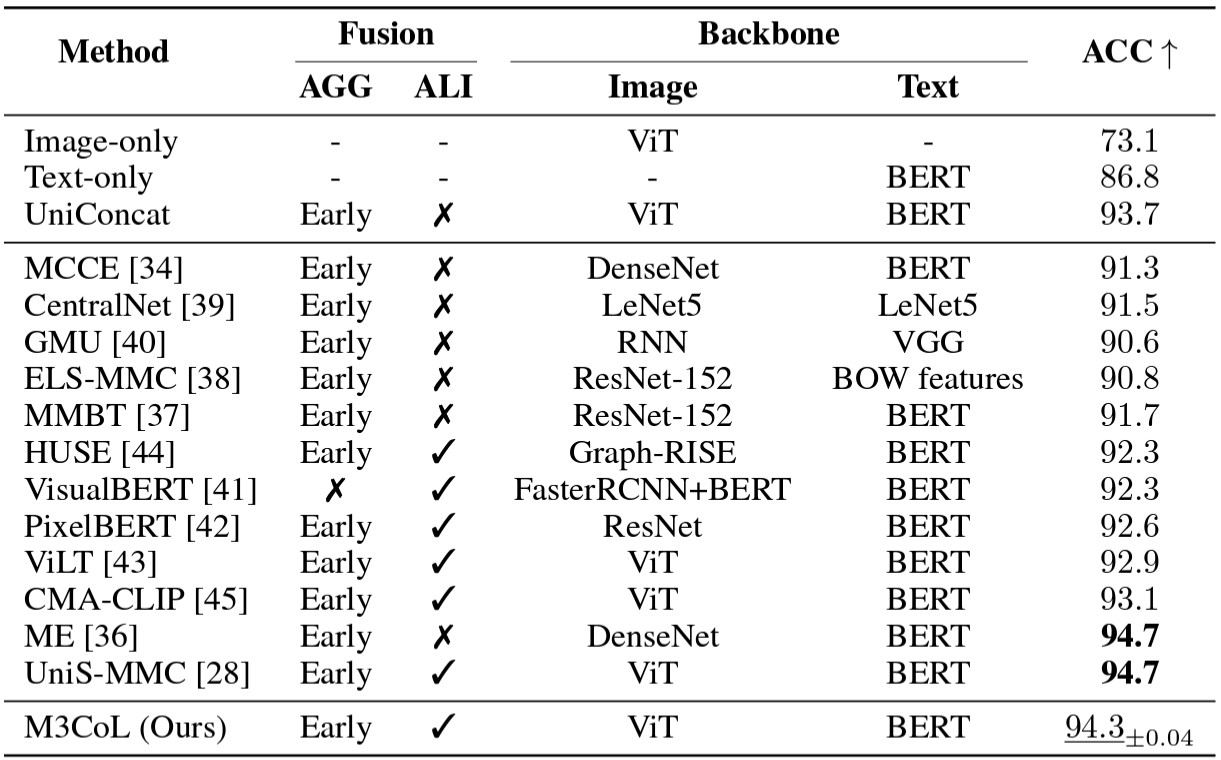 Method Fusion Backbone ACC ↑
AGG ALI Image Text
Image-only - - ViT - 73.1
Text-only - - - BERT 86.8
UniConcat Early ✗ ViT BERT 93.7
MCCE [34] Early ✗ DenseNet BERT 91.3
CentralNet [39] Early ✗ LeNet5 LeNet5 91.5
GMU [40] Early ✗ RNN VGG 90.6
ELS-MMC [38] Early ✗ ResNet-152 BOW features 90.8
MMBT [37] Early ✗ ResNet-152 BERT 91.7
HUSE [44] Early ✓ Graph-RISE BERT 92.3
VisualBERT [41] ✗ ✓ FasterRCNN+BERT BERT 92.3
PixelBERT [42] Early ✓ ResNet BERT 92.6
ViLT [43] Early ✓ ViT BERT 92.9
CMA-CLIP [45] Early ✓ ViT BERT 93.1
ME [36] Early ✗ DenseNet BERT 94.7
UniS-MMC [28] Early ✓ ViT BERT 94.7
M3CoL (Ours) Early ✓ ViT BERT 94.3±0.04